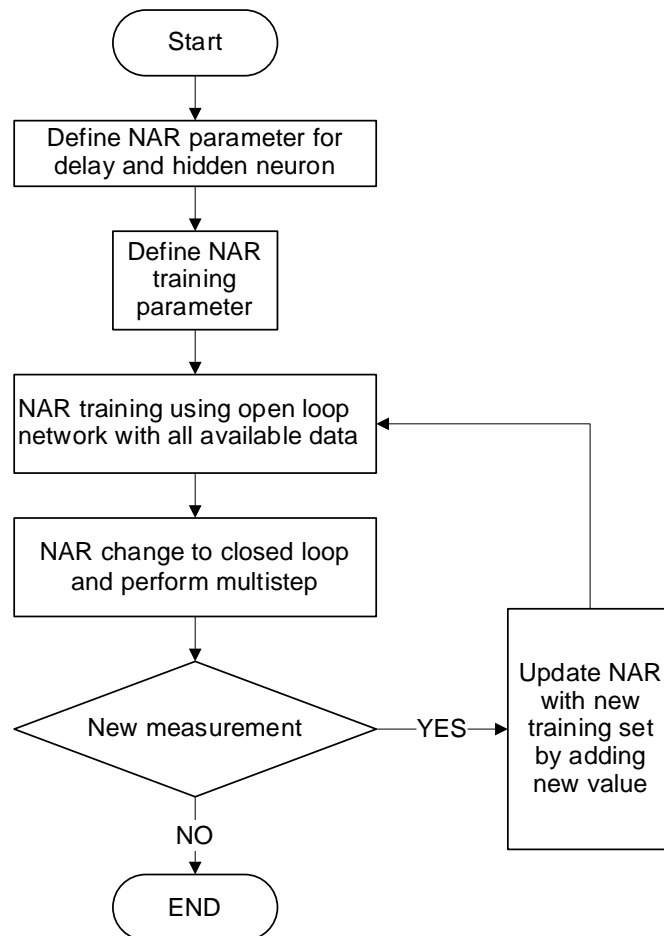 Start
Define NAR parameter for
delay and hidden neuron
Define NAR
training
parameter
NAR training using open loop
network with all available data
NAR change to closed loop
and perform multistep
New measurement
YES
Update NAR
with new
training set
by adding
new value
NO
END